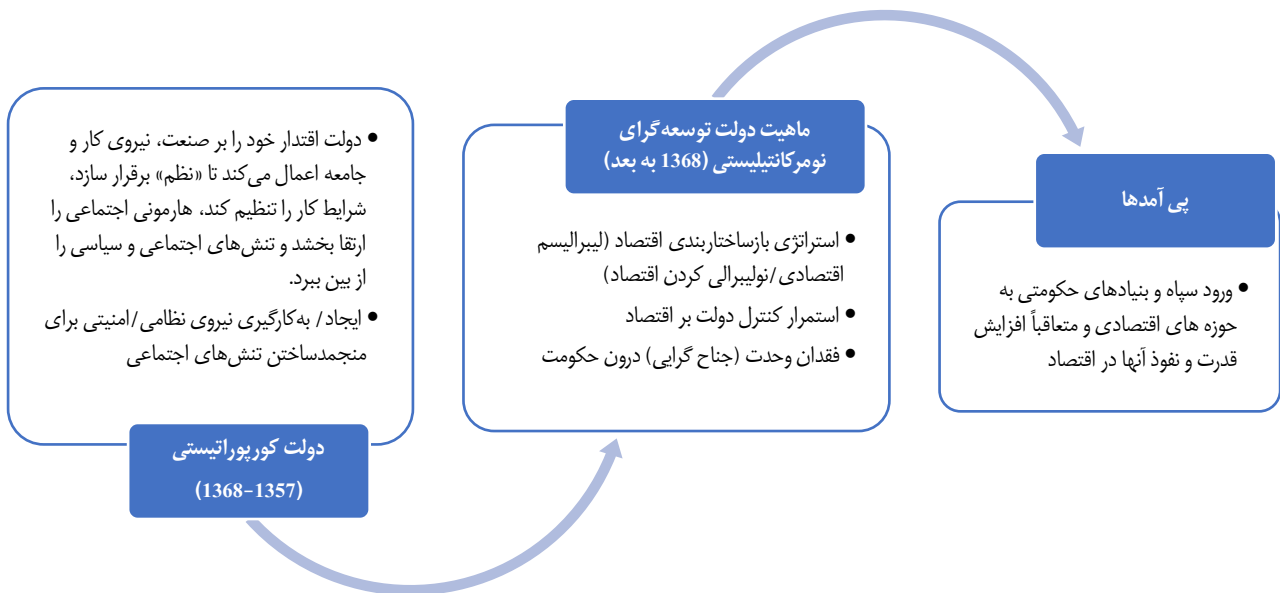 • دولت اقتدار خود را بر صنعت، نیروی کار و
جامعه اعمال می‌کند تا «نظم» برقرار سازد،
شرایط کار را تنظیم کند، هارمونی اجتماعی را
ارتقا بخشد و تنش‌های اجتماعی و سیاسی را
از بین ببرد.
• ایجاد/ به‌کارگیری نیروی نظامی/امنیتی برای
منجمدساختن تنش‌های اجتماعی
دولت کورپوراتیستی
(1357-1368)
ماهیت دولت توسعه‌گرای
نومرکانتیلیستی (1368 به بعد)
• استراتژی بازساختاربندی اقتصاد (لیبرالیسم
اقتصادی/نولیبرالی کردن اقتصاد)
• استمرار کنترل دولت بر اقتصاد
• فقدان وحدت (جناح گرایی) درون حکومت
پی آمدها
• ورود سپاه و بنیادهای حکومتی به
حوزه های اقتصادی و متعاقباً افزایش
قدرت و نفوذ آنها در اقتصاد